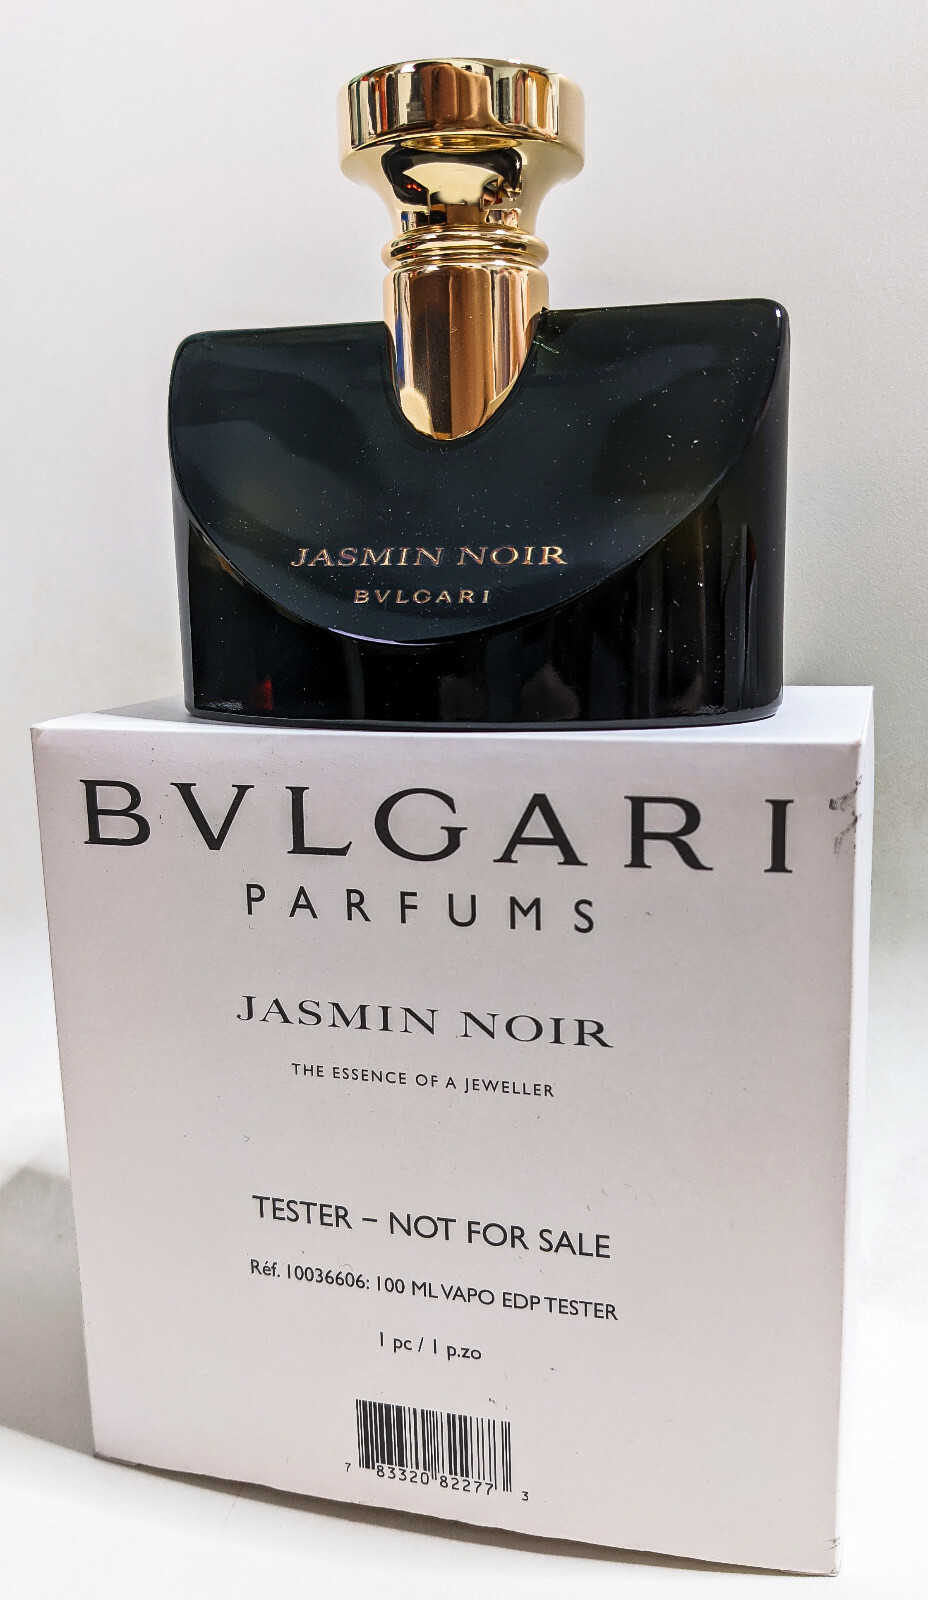 JASMIN NOIR
BVLGARI
BVLGARI
PARFUMS
JASMIN NOIR
THE ESSENCE OF A JEWELLER
TESTER – NOT FOR SALE
Réf. 10036606: 100 ML VAPO EDP TESTER
1 pc / 1 p.zo
7 83320 82277 3